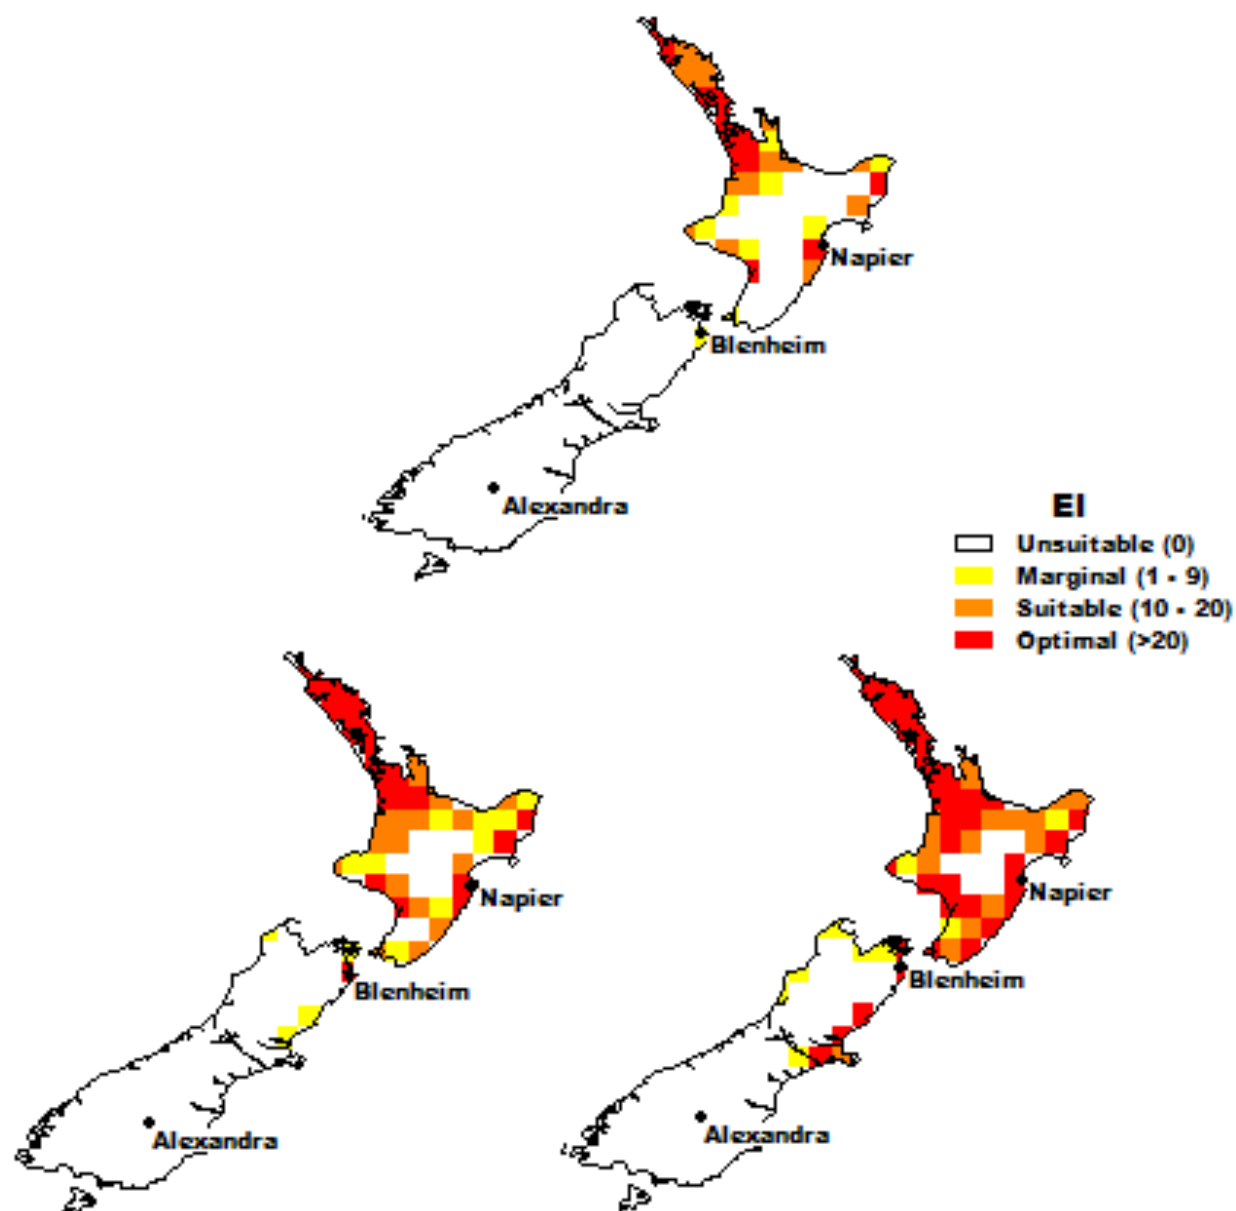 Napier
Blenheim
Alexandra
EI
Unsuitable (0)
Marginal (1 - 9)
Suitable (10 - 20)
Optimal (>20)
Napier
Blenheim
Alexandra
Napier
Blenheim
Alexandra